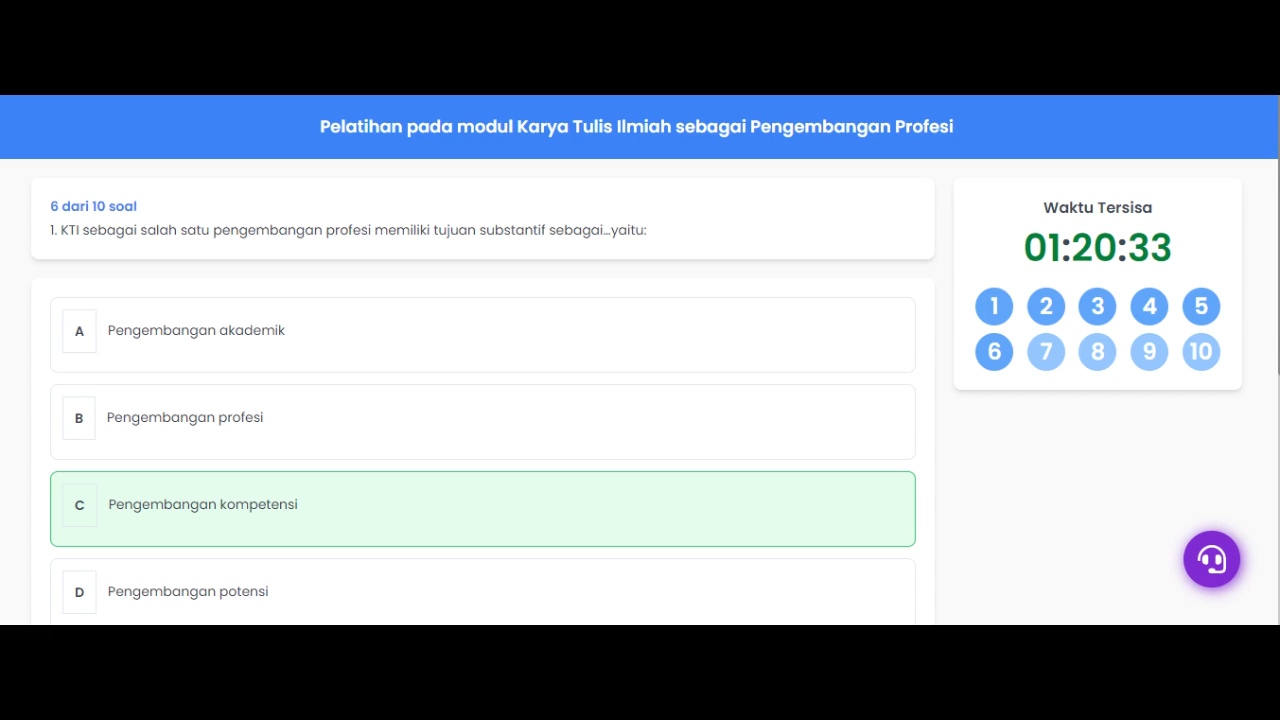 Pelatihan pada modul Karya Tulis Ilmiah sebagai Pengembangan Profesi
6 dari 10 soal
1. KTI sebagai salah satu pengembangan profesi memiliki tujuan substantif sebagai...yaitu:
A Pengembangan akademik
B Pengembangan profesi
C Pengembangan kompetensi
D Pengembangan potensi
Waktu Tersisa
01:20:33
1 2 3 4 5
6 7 8 9 10